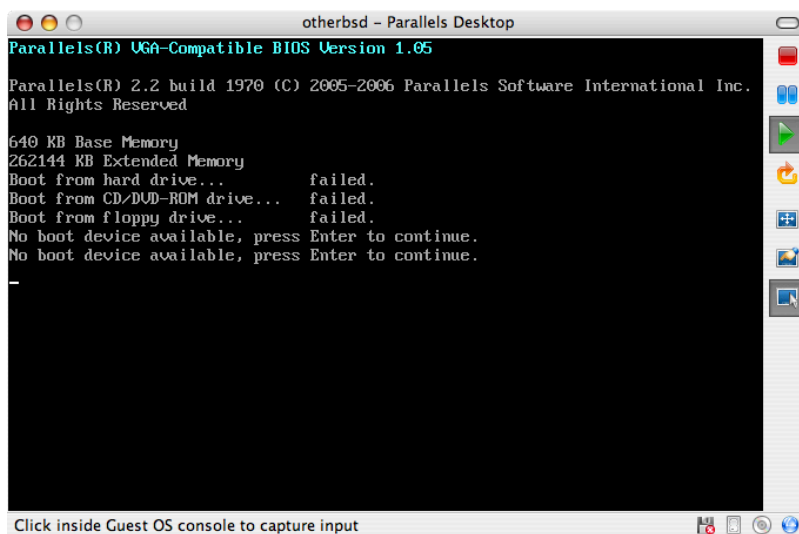 otherbsd – Parallels Desktop
Parallels(R) VGA-Compatible BIOS Version 1.05
Parallels(R) 2.2 build 1970 (C) 2005-2006 Parallels Software International Inc.
All Rights Reserved
640 KB Base Memory
262144 KB Extended Memory
Boot from hard drive... failed.
Boot from CD/DVD-ROM drive... failed.
Boot from floppy drive... failed.
No boot device available, press Enter to continue.
No boot device available, press Enter to continue.
Click inside Guest OS console to capture input